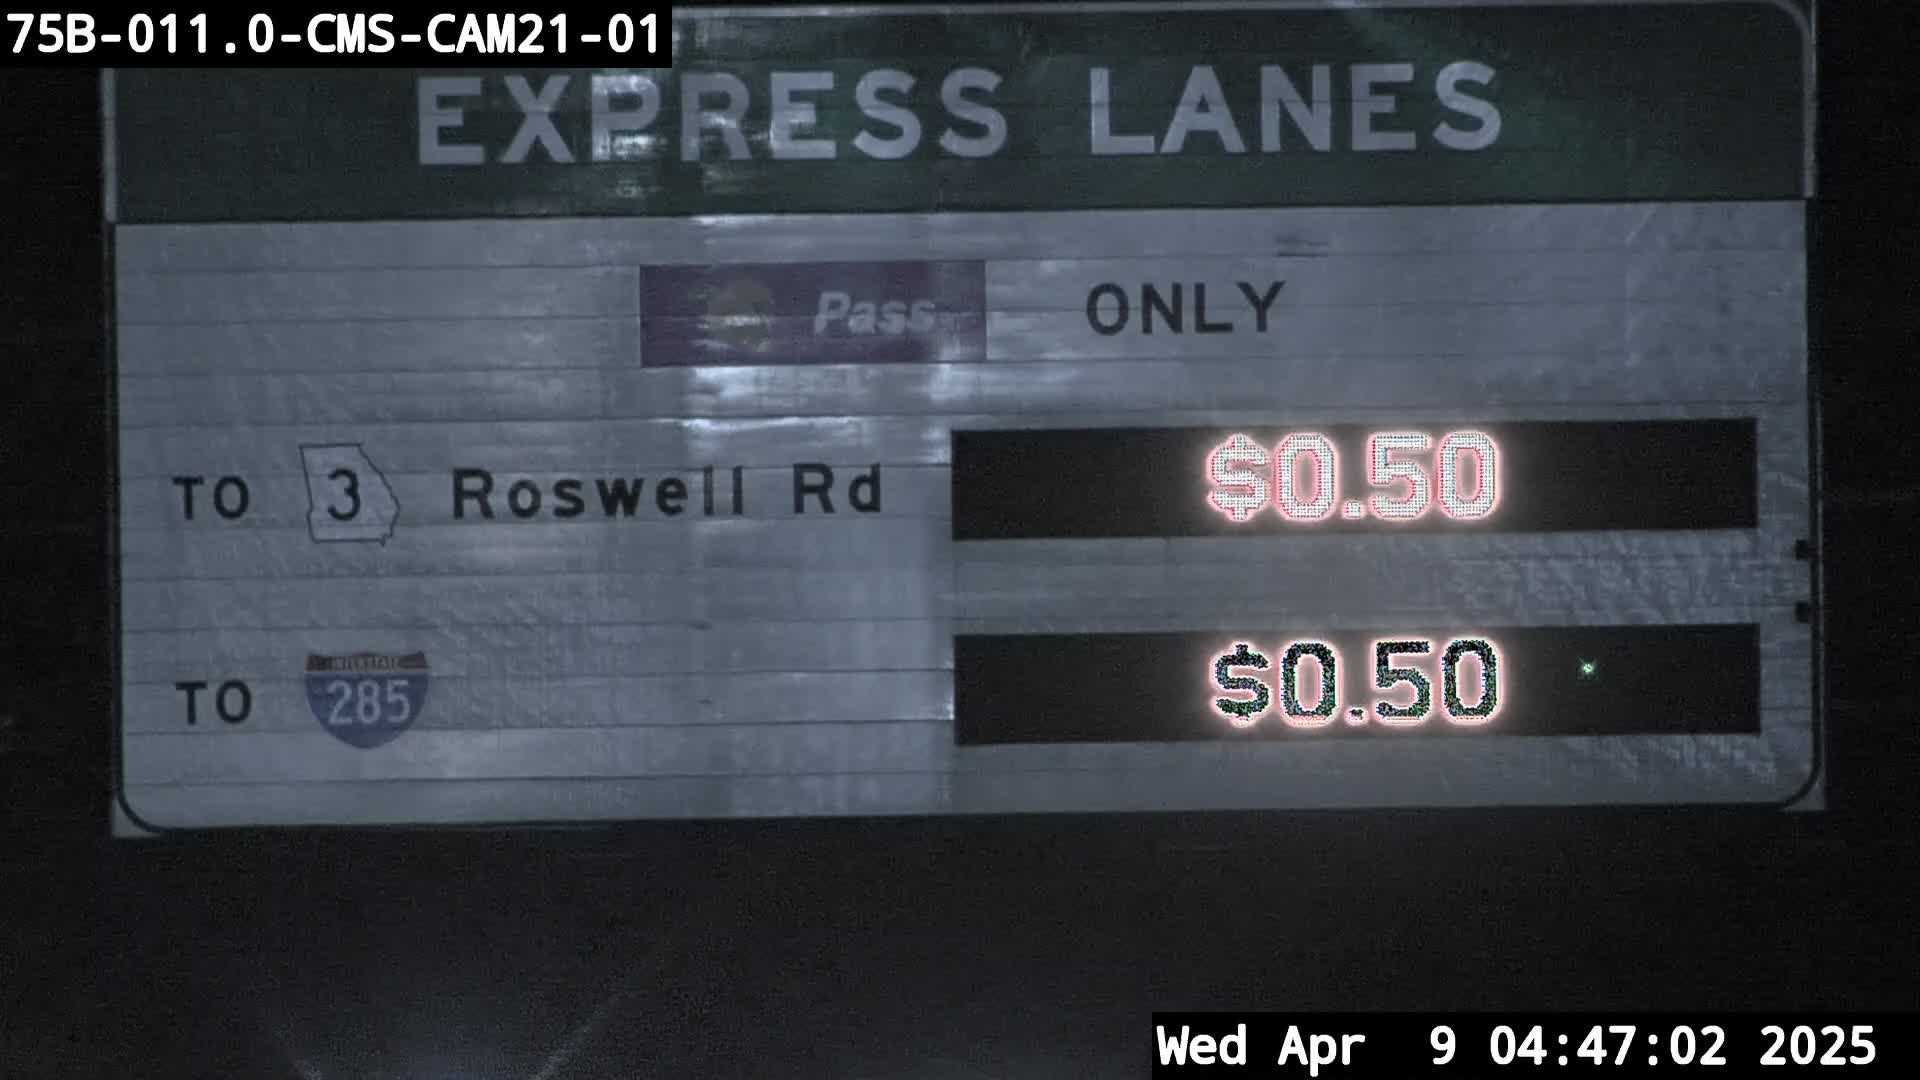 75B-011.0-CMS-CAM21-01
EXPRESS LANES
Pass ONLY
TO 3 Roswell Rd $0.50
INTERSTATE
TO 285 $0.50
Wed Apr 9 04:47:02 2025